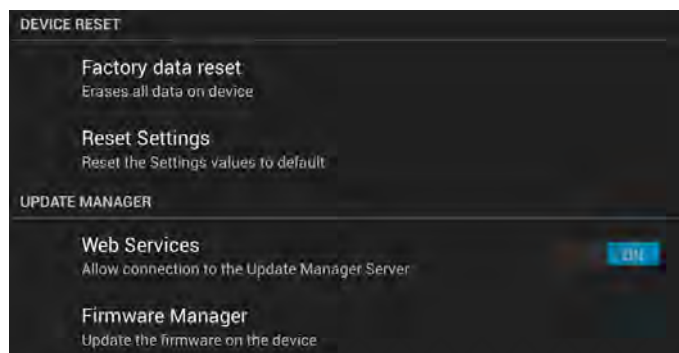 DEVICE RESET
Factory data reset
Erases all data on device
Reset Settings
Reset the Settings values to default
UPDATE MANAGER
Web Services
Allow connection to the Update Manager Server
ON
Firmware Manager
Update the firmware on the device